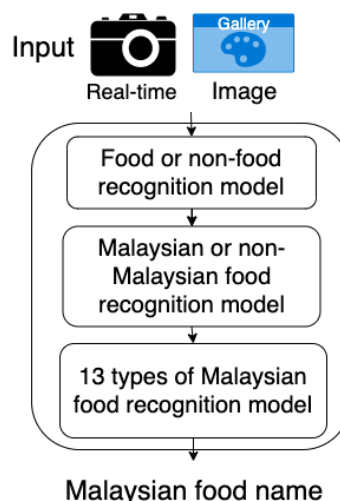 Input
Gallery
Real-time
Image
Food or non-food
recognition model
Malaysian or non-
Malaysian food
recognition model
13 types of Malaysian
food recognition model
Malaysian food name